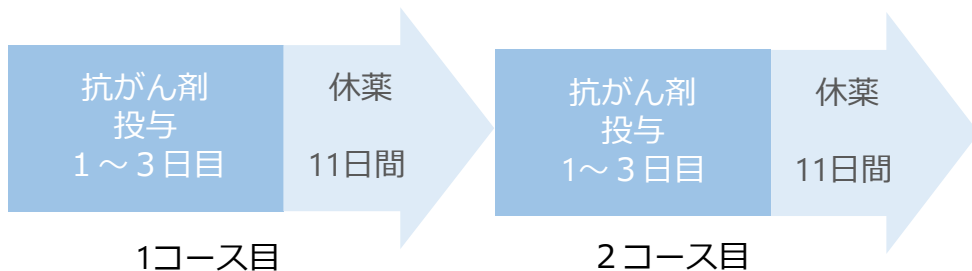 抗がん剤
投与
１～３日目
休薬
11日間
1コース目
抗がん剤
投与
1～３日目
休薬
11日間
２コース目